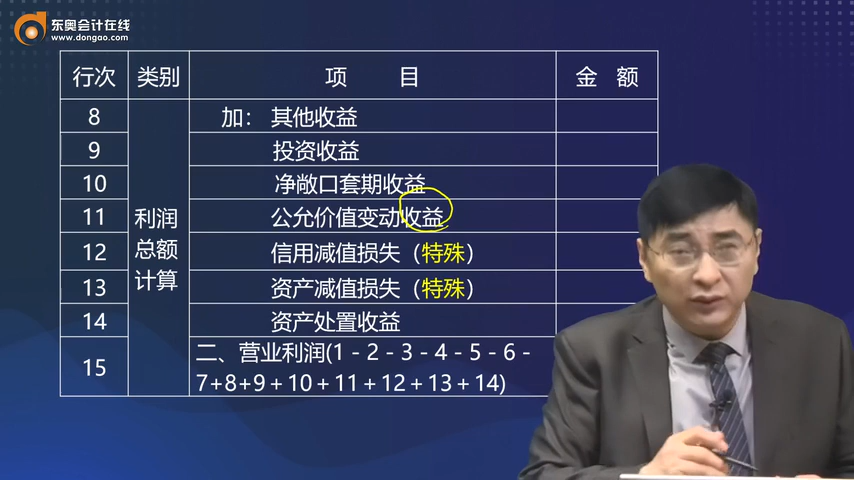 东奥会计在线
www.dongao.com
行次 类别 项 目 金 额
8 加： 其他收益
9 投资收益
10 净敞口套期收益
11 公允价值变动收益
12 信用减值损失（特殊）
13 资产减值损失（特殊）
14 资产处置收益
利润
总额
计算
15 二、营业利润(1－2－3－4－5－6－
7+8+9＋10＋11＋12＋13＋14)